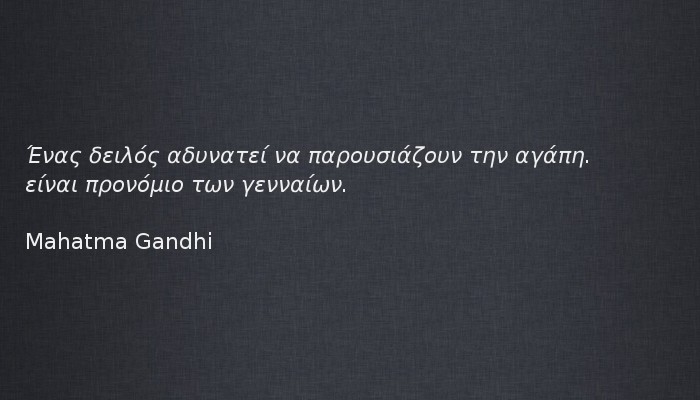 Ένας δειλός αδυνατεί να παρουσιάζουν την αγάπη.
είναι προνόμιο των γενναίων.
Mahatma Gandhi